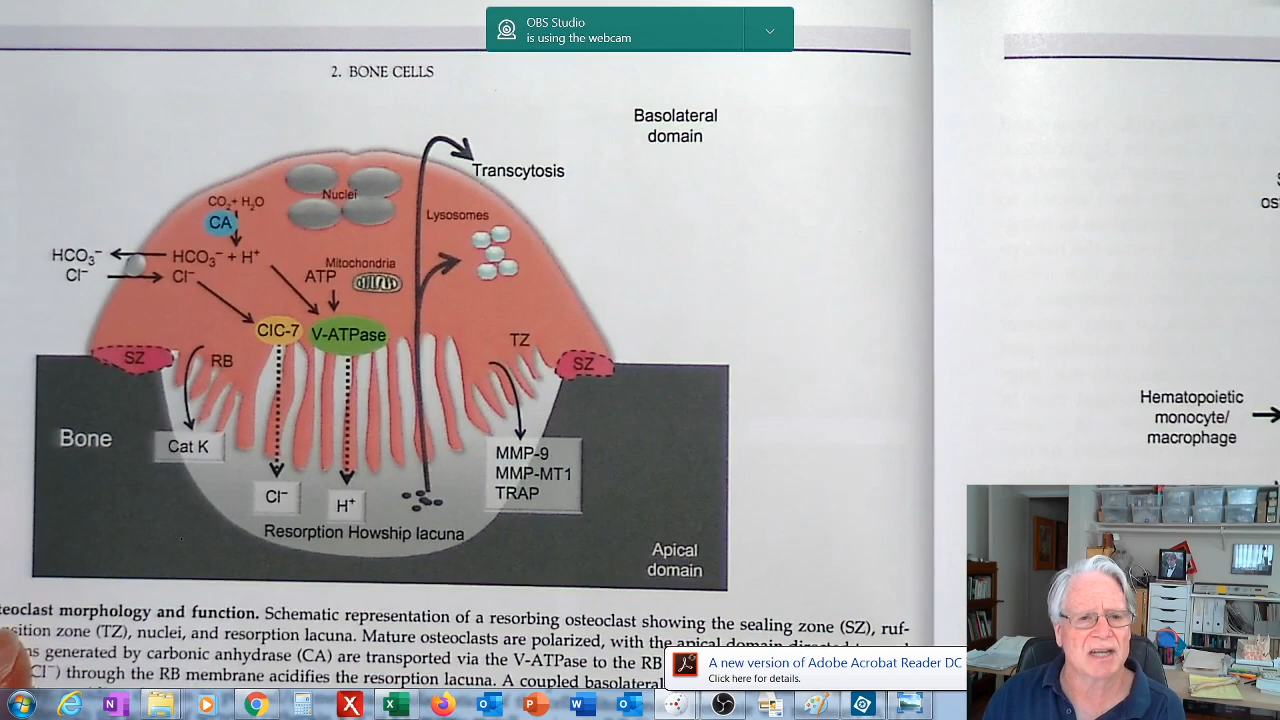 OBS Studio
is using the webcam
2. BONE CELLS
Basolateral
domain
Transcytosis
Nuclei
CO₂ + H₂O
CA
Lysosomes
HCO₃⁻
HCO₃⁻ + H⁺
Cl⁻
Cl⁻
Mitochondria
ATP
ClC-7
V-ATPase
TZ
SZ
RB
SZ
Hematopoietic
monocyte/
macrophage
Bone
Cat K
MMP-9
MMP-MT1
TRAP
Cl⁻
H⁺
Resorption Howship lacuna
Apical
domain
morphology and function. Schematic representation of a resorbing osteoclast showing the sealing zone (SZ), ruf-
zone (TZ), nuclei, and resorption lacuna. Mature osteoclasts are polarized, with the apical domain directed
generated by carbonic anhydrase (CA) are transported via the V-ATPase to the RB
(Cl⁻) through the RB membrane acidifies the resorption lacuna. A coupled basolateral
A new version of Adobe Acrobat Reader DC
Click here for details.